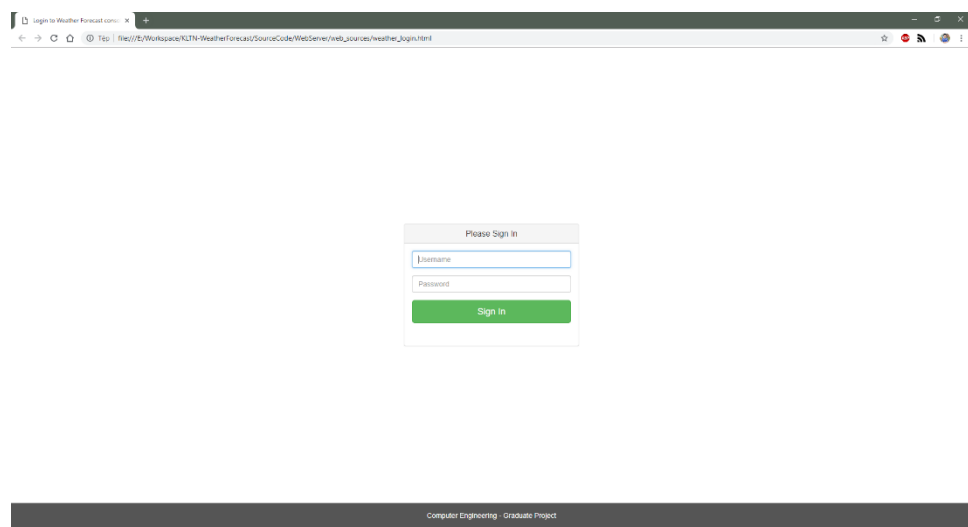 Login to Weather Forecast
Tệp file:///E:/Workspace/KLTN-WeatherForecast/SourceCode/WebServer/web_sources/weather_login.html
Please Sign In
Username
Password
Sign In
Computer Engineering - Graduate Project